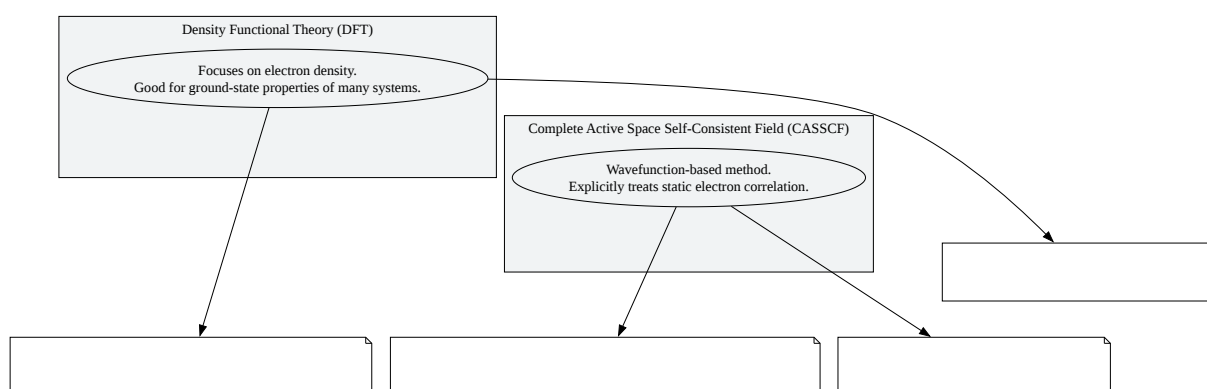 Density Functional Theory (DFT)
Focuses on electron density.
Good for ground-state properties of many systems.
Complete Active Space Self-Consistent Field (CASSCF)
Wavefunction-based method.
Explicitly treats static electron correlation.